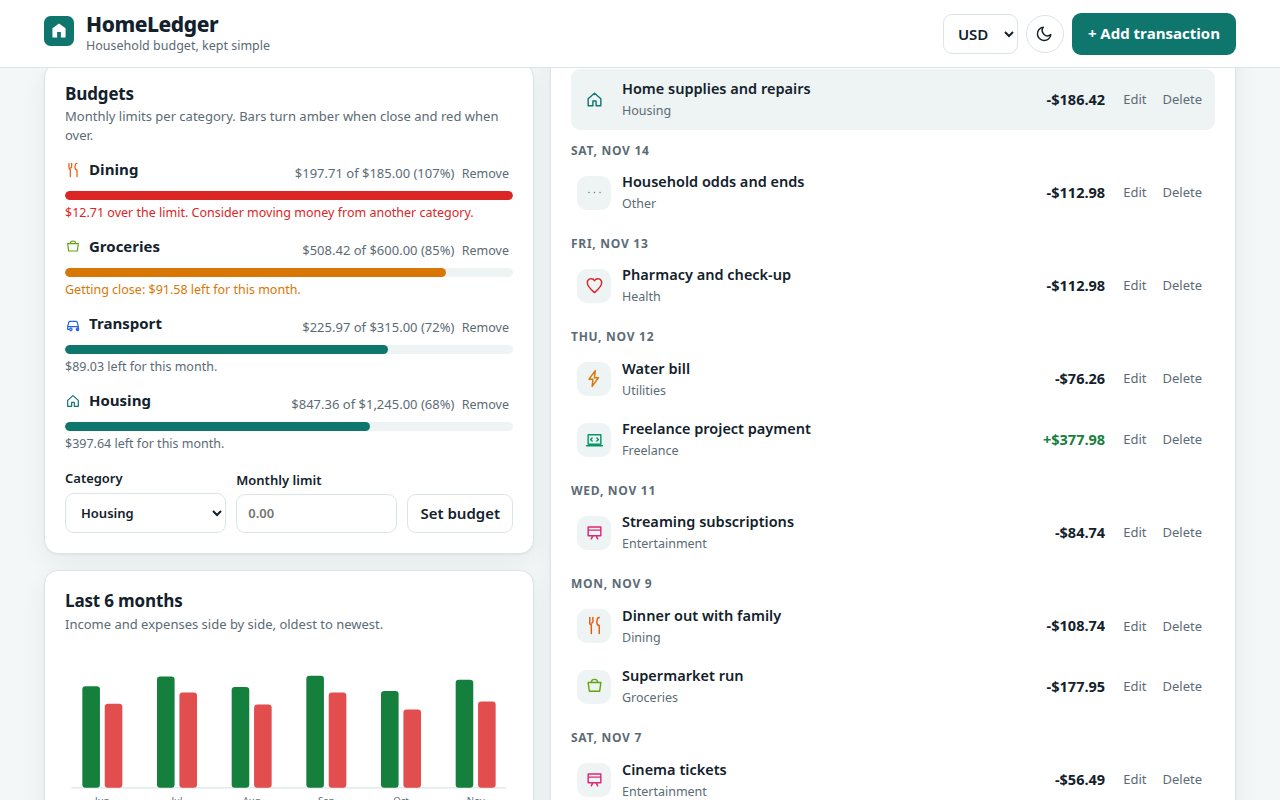 HomeLedger
Household budget, kept simple
USD
+ Add transaction
Budgets
Monthly limits per category. Bars turn amber when close and red when
over.
Dining $197.71 of $185.00 (107%) Remove
$12.71 over the limit. Consider moving money from another category.
Groceries $508.42 of $600.00 (85%) Remove
Getting close: $91.58 left for this month.
Transport $225.97 of $315.00 (72%) Remove
$89.03 left for this month.
Housing $847.36 of $1,245.00 (68%) Remove
$397.64 left for this month.
Category Monthly limit
Housing 0.00 Set budget
Last 6 months
Income and expenses side by side, oldest to newest.
Jun Jul Aug Sep Oct Nov
Home supplies and repairs -$186.42 Edit Delete
Housing
SAT, NOV 14
Household odds and ends -$112.98 Edit Delete
Other
FRI, NOV 13
Pharmacy and check-up -$112.98 Edit Delete
Health
THU, NOV 12
Water bill -$76.26 Edit Delete
Utilities
Freelance project payment +$377.98 Edit Delete
Freelance
WED, NOV 11
Streaming subscriptions -$84.74 Edit Delete
Entertainment
MON, NOV 9
Dinner out with family -$108.74 Edit Delete
Dining
Supermarket run -$177.95 Edit Delete
Groceries
SAT, NOV 7
Cinema tickets -$56.49 Edit Delete
Entertainment